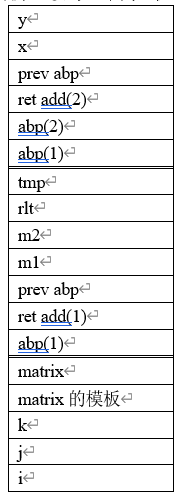 y
x
prev abp
ret add(2)
abp(2)
abp(1)
tmp
rlt
m2
m1
prev abp
ret add(1)
abp(1)
matrix
matrix 的模板
k
j
i